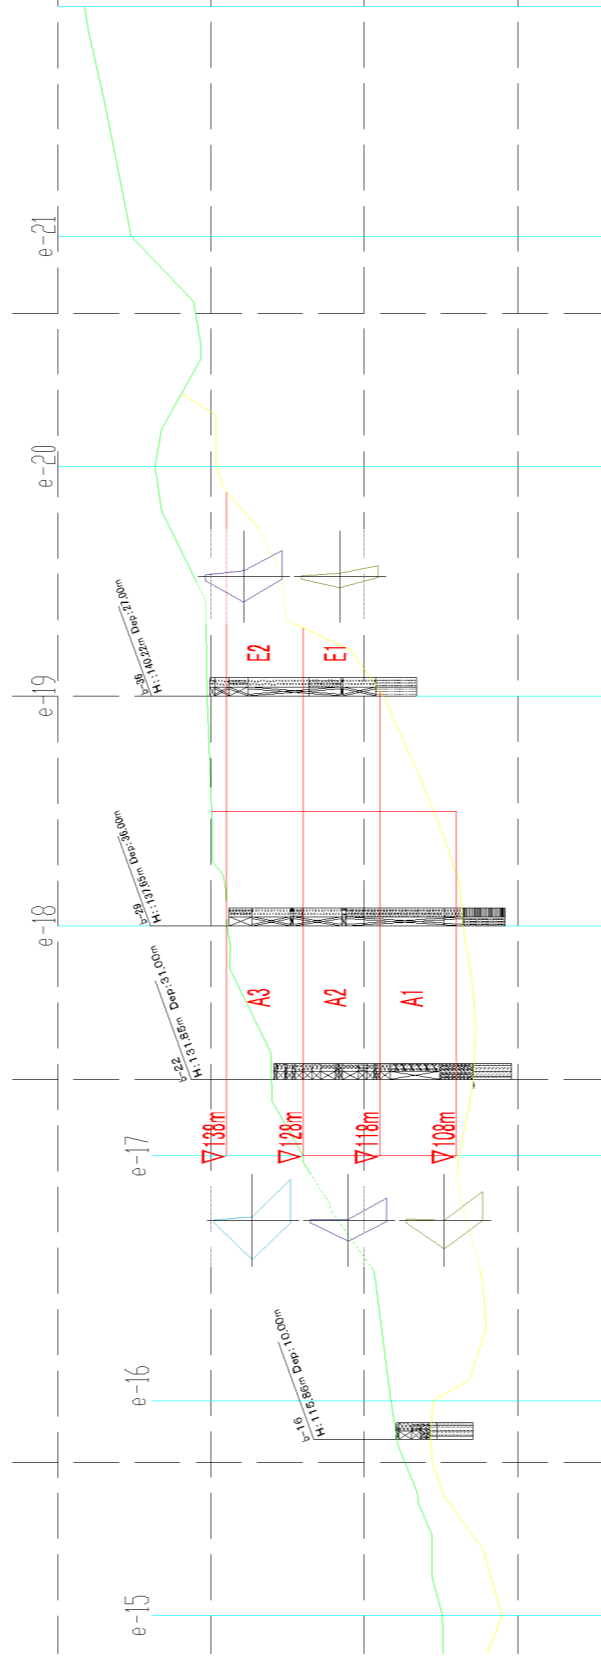 e-21
e-20
H:140.22m Dep:27.00m
b-36
e-19
E2
E1
H:137.65m Dep:36.00m
b-29
e-18
H:131.85m Dep:31.00m
b-22
A3
A2
A1
▽138m
▽128m
▽118m
▽108m
e-17
e-16
H:115.86m Dep:10.00m
b-16
e-15